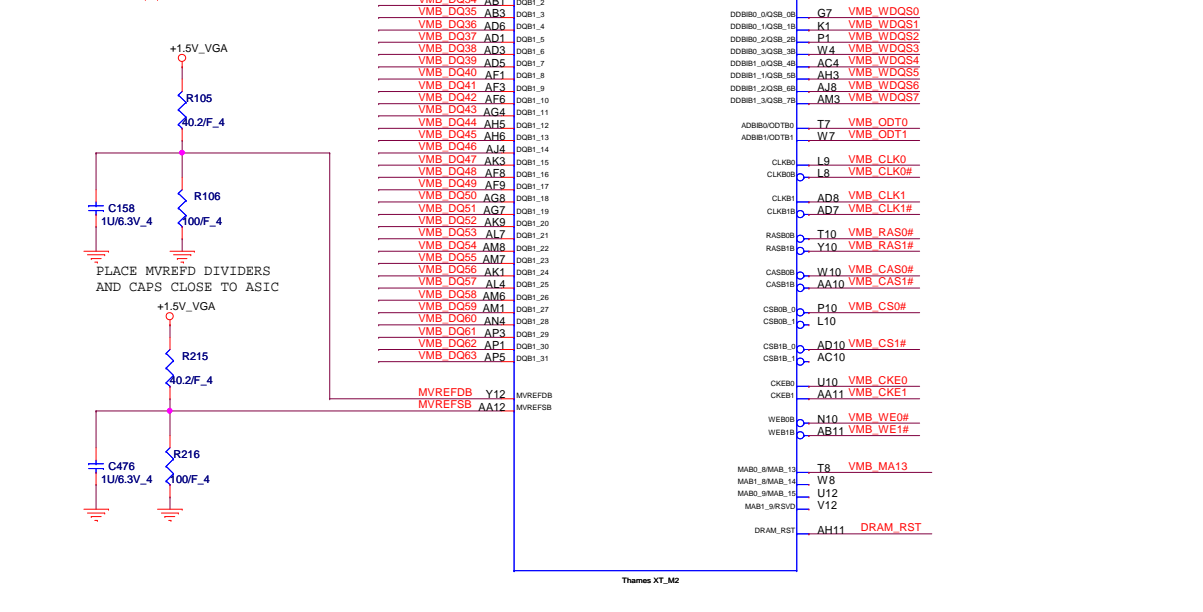 +1.5V_VGA
R105
40.2/F_4
R106
100/F_4
C158
1U/6.3V_4
PLACE MVREFD DIVIDERS
AND CAPS CLOSE TO ASIC
+1.5V_VGA
R215
40.2/F_4
R216
100/F_4
C476
1U/6.3V_4
VMB_DQ35 AB3 DQB1_3
VMB_DQ36 AD6 DQB1_4
VMB_DQ37 AD1 DQB1_5
VMB_DQ38 AD3 DQB1_6
VMB_DQ39 AD5 DQB1_7
VMB_DQ40 AF1 DQB1_8
VMB_DQ41 AF3 DQB1_9
VMB_DQ42 AF6 DQB1_10
VMB_DQ43 AG4 DQB1_11
VMB_DQ44 AH5 DQB1_12
VMB_DQ45 AH6 DQB1_13
VMB_DQ46 AJ4 DQB1_14
VMB_DQ47 AK3 DQB1_15
VMB_DQ48 AF8 DQB1_16
VMB_DQ49 AF9 DQB1_17
VMB_DQ50 AG8 DQB1_18
VMB_DQ51 AG7 DQB1_19
VMB_DQ52 AK9 DQB1_20
VMB_DQ53 AL7 DQB1_21
VMB_DQ54 AM8 DQB1_22
VMB_DQ55 AM7 DQB1_23
VMB_DQ56 AK1 DQB1_24
VMB_DQ57 AL4 DQB1_25
VMB_DQ58 AM6 DQB1_26
VMB_DQ59 AM1 DQB1_27
VMB_DQ60 AN4 DQB1_28
VMB_DQ61 AP3 DQB1_29
VMB_DQ62 AP1 DQB1_30
VMB_DQ63 AP5 DQB1_31
MVREFDB Y12 MVREFDB
MVREFSB AA12 MVREFSB
DDBIB0_0/QSB_0B G7 VMB_WDQS0
DDBIB0_1/QSB_1B K1 VMB_WDQS1
DDBIB0_2/QSB_2B P1 VMB_WDQS2
DDBIB0_3/QSB_3B W4 VMB_WDQS3
DDBIB1_0/QSB_4B AC4 VMB_WDQS4
DDBIB1_1/QSB_5B AH3 VMB_WDQS5
DDBIB1_2/QSB_6B AJ8 VMB_WDQS6
DDBIB1_3/QSB_7B AM3 VMB_WDQS7
ADBIB0/ODTB0 T7 VMB_ODT0
ADBIB1/ODTB1 W7 VMB_ODT1
CLKB0 L9 VMB_CLK0
CLKB0B L8 VMB_CLK0#
CLKB1 AD8 VMB_CLK1
CLKB1B AD7 VMB_CLK1#
RASB0B T10 VMB_RAS0#
RASB1B Y10 VMB_RAS1#
CASB0B W10 VMB_CAS0#
CASB1B AA10 VMB_CAS1#
CSB0B_0 P10 VMB_CS0#
CSB0B_1 L10
CSB1B_0 AD10 VMB_CS1#
CSB1B_1 AC10
CKEB0 U10 VMB_CKE0
CKEB1 AA11 VMB_CKE1
WEB0B N10 VMB_WE0#
WEB1B AB11 VMB_WE1#
MAB0_8/MAB_13 T8 VMB_MA13
MAB1_8/MAB_14 W8
MAB0_9/MAB_15 U12
MAB1_9/RSVD V12
DRAM_RST AH11 DRAM_RST
Thames XT_M2